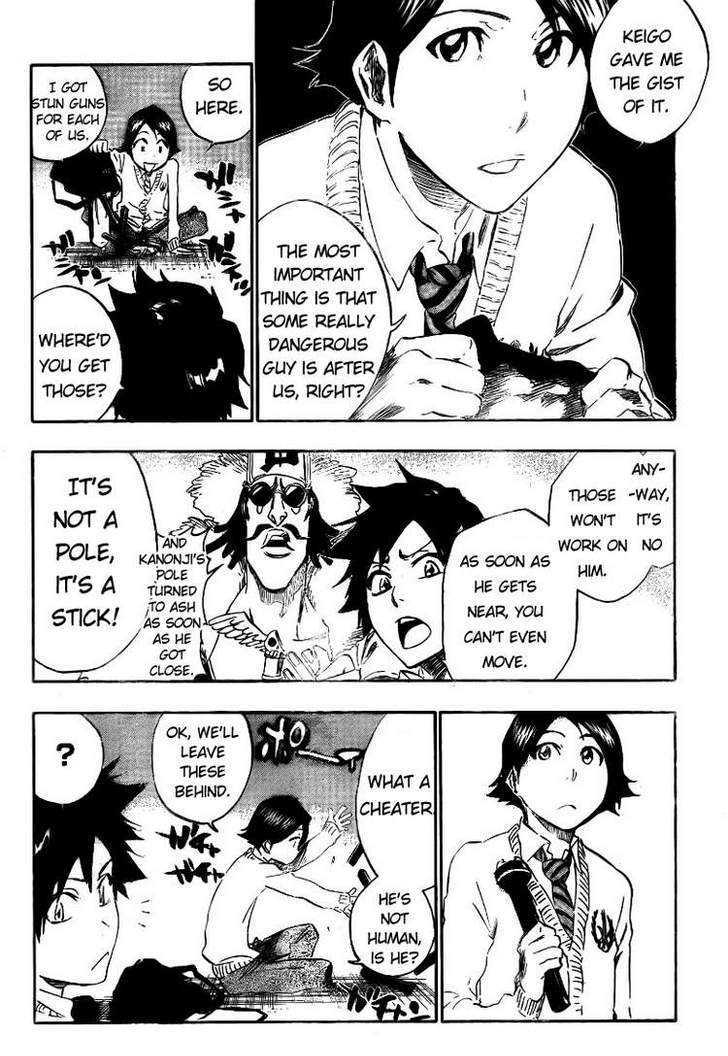 KEIGO
GAVE ME
THE GIST
OF IT.
THE MOST
IMPORTANT
THING IS THAT
SOME REALLY
DANGEROUS
GUY IS AFTER
US, RIGHT?
SO
HERE.
I GOT
STUN GUNS
FOR EACH
OF US.
WHERE'D
YOU GET
THOSE?
ANY-
-WAY,
IT'S
NO
THOSE
WON'T
WORK ON
HIM.
AS SOON AS
HE GETS
NEAR, YOU
CAN'T EVEN
MOVE.
AND
KANONJI'S
POLE
TURNED
TO ASH
AS SOON
AS HE
GOT
CLOSE.
IT'S
NOT A
POLE,
IT'S A
STICK!
WHAT A
CHEATER
HE'S
NOT
HUMAN,
IS HE?
OK, WE'LL
LEAVE
THESE
BEHIND.
ポーイ
?